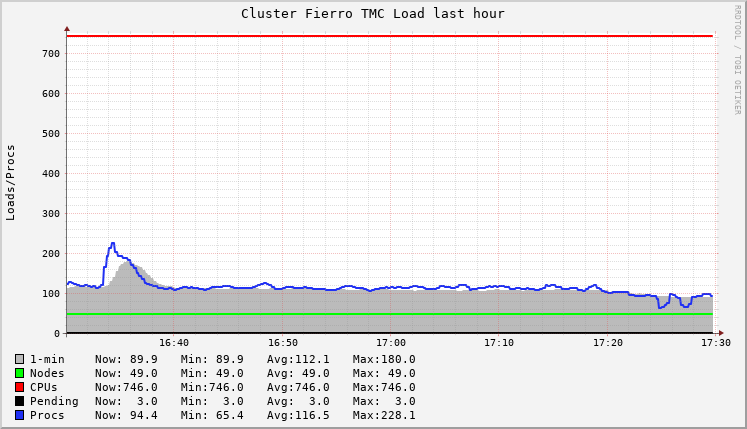 Cluster Fierro TMC Load last hour
RRDTOOL / TOBI OETIKER
Loads/Procs
700
600
500
400
300
200
100
0
16:40 16:50 17:00 17:10 17:20 17:30
1-min Now: 89.9 Min: 89.9 Avg:112.1 Max:180.0
Nodes Now: 49.0 Min: 49.0 Avg: 49.0 Max: 49.0
CPUs Now:746.0 Min:746.0 Avg:746.0 Max:746.0
Pending Now: 3.0 Min: 3.0 Avg: 3.0 Max: 3.0
Procs Now: 94.4 Min: 65.4 Avg:116.5 Max:228.1